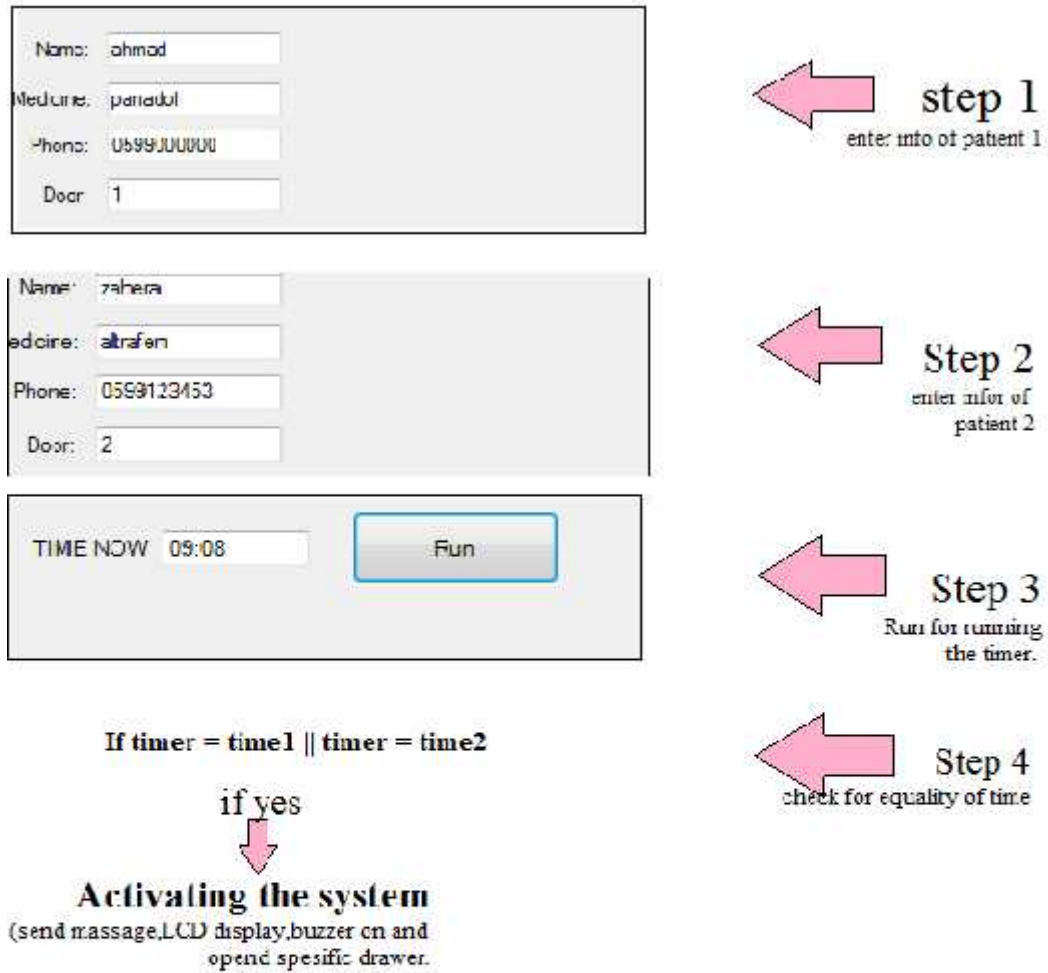 Name: ahmad
Medicine: panadol
Phone: 0599000000
Door 1
step 1
enter info of patient 1
Name: zahera
edicine: altrafen
Phone: 0599123453
Door: 2
Step 2
enter infor of
patient 2
TIME NOW 09:08 Run
Step 3
Run for running
the timer.
If timer = time1 || timer = time2
Step 4
check for equality of time
if yes
Activating the system
(send massage,LCD display,buzzer on and
opend spesific drawer.